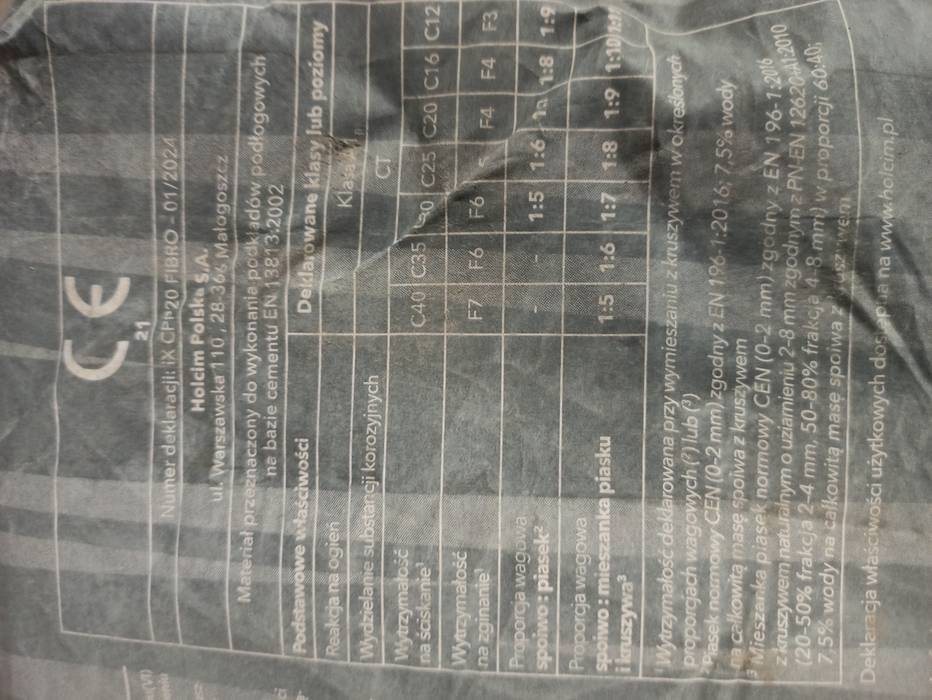 CE
21
Numer deklaracji: iX CPh20 FIBRO - 01/2024
Holcim Polska S.A.
ul. Warszawska 110, 28-366 Małogoszcz
Materiał przeznaczony do wykonania podkładów podłogowych
na bazie cementu EN 13813:2002
Podstawowe właściwości Deklarowane klasy lub poziomy
Reakcja na ogień Klasa
Wydzielanie substancji korozyjnych CT
Wytrzymałość
na ściskanie¹ C40 C35 C30 C25 C20 C16 C12
Wytrzymałość
na zginanie¹ F7 F6 F6 F4 F4 F3
Proporcja wagowa
spoiwo : piasek² - - 1:5 1:6 1:8 1:9
Proporcja wagowa
spoiwo : mieszanka piasku
i kruszywa³ 1:5 1:6 1:7 1:8 1:9 1:10
¹ Wytrzymałość deklarowana przy wymieszaniu z kruszywem w określonych
proporcjach wagowych (²) lub (³)
² Piasek normowy CEN (0-2 mm) zgodny z EN 196-1:2016; 7,5% wody
na całkowitą masę spoiwa z kruszywem
³ Mieszanka piasek normowy CEN (0-2 mm) zgodny z EN 196-1:2016
z kruszywem naturalnym o uziarnieniu 2-8 mm zgodnym z PN-EN 12620+A1:2010
(20-50% frakcja 2-4 mm, 50-80% frakcja 4-8 mm) w proporcji 60:40;
7,5% wody na całkowitą masę spoiwa z kruszywem
Deklaracja właściwości użytkowych dostępna na www.holcim.pl